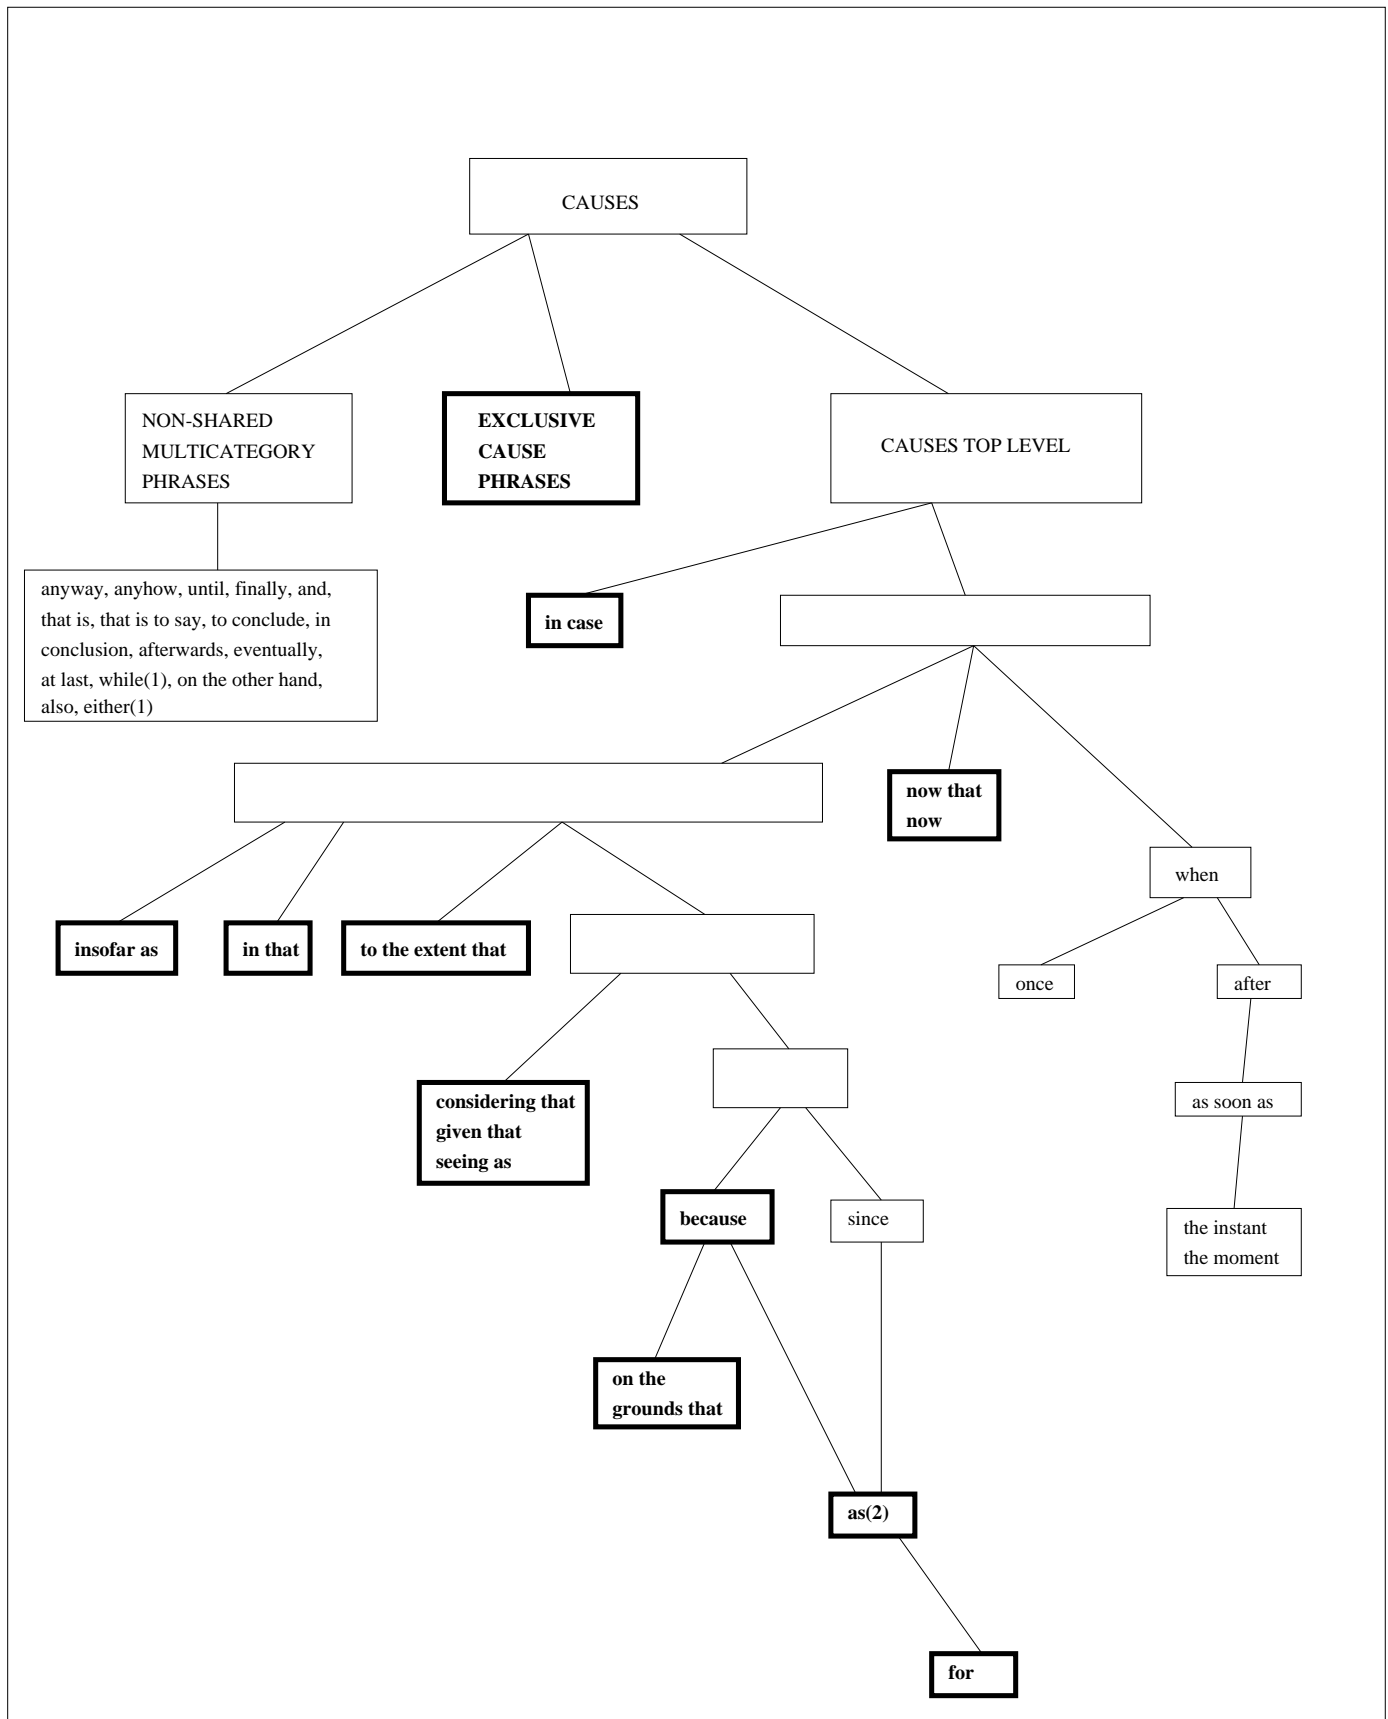 CAUSES
NON-SHARED
MULTICATEGORY
PHRASES
EXCLUSIVE
CAUSE
PHRASES
CAUSES TOP LEVEL
anyway, anyhow, until, finally, and,
that is, that is to say, to conclude, in
conclusion, afterwards, eventually,
at last, while(1), on the other hand,
also, either(1)
in case
now that
now
when
insofar as
in that
to the extent that
once
after
considering that
given that
seeing as
as soon as
because
since
the instant
the moment
on the
grounds that
as(2)
for